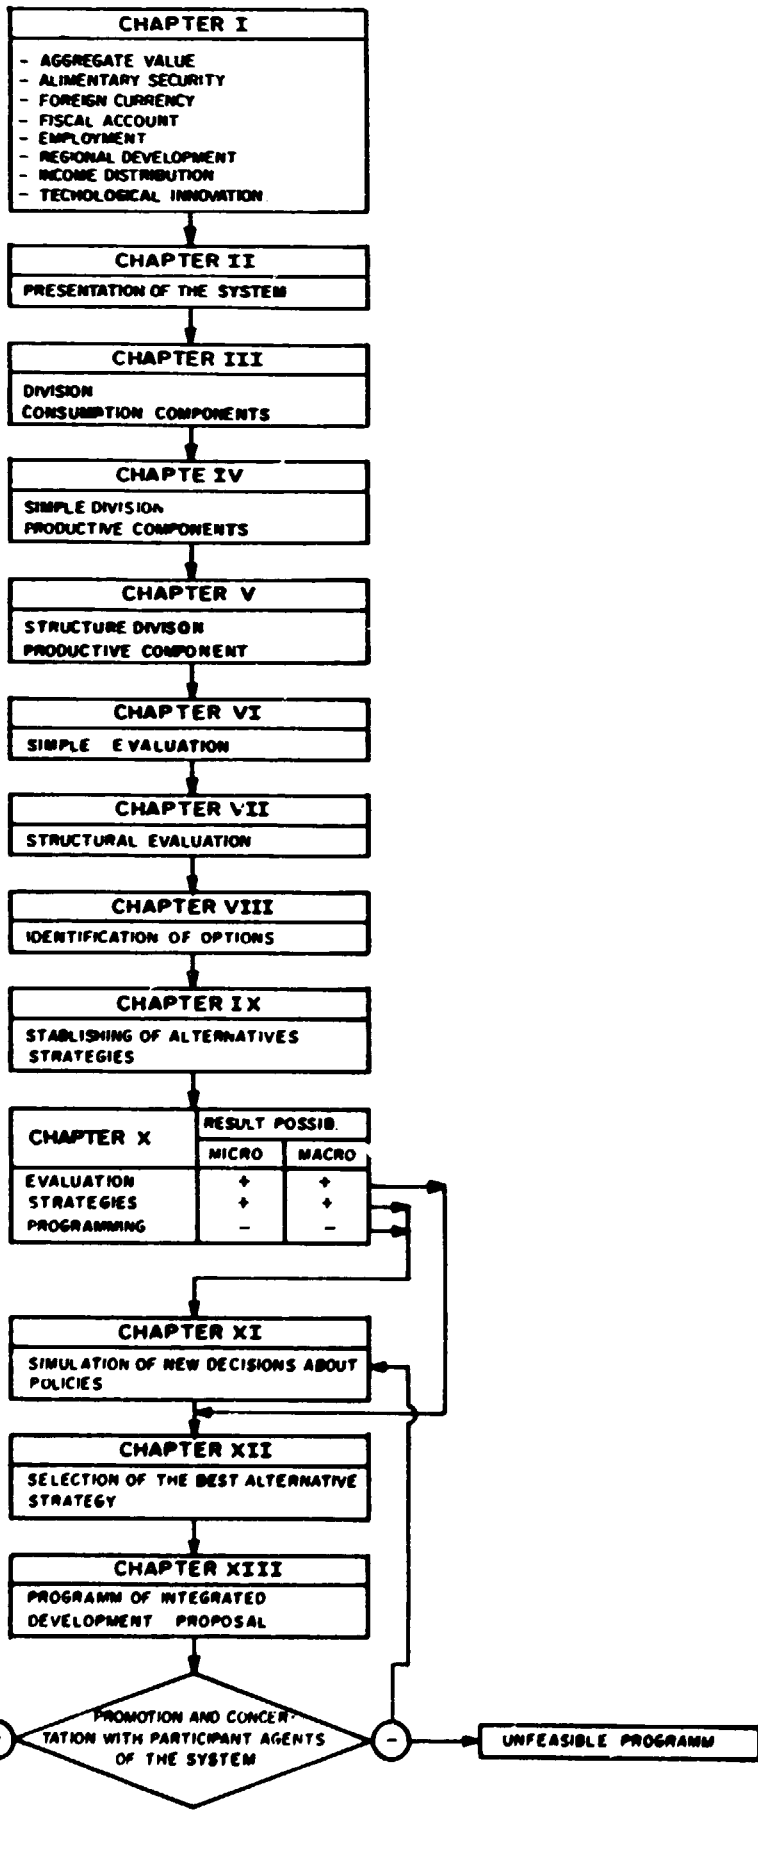 CHAPTER I
- AGGREGATE VALUE
- ALIMENTARY SECURITY
- FOREIGN CURRENCY
- FISCAL ACCOUNT
- EMPLOYMENT
- REGIONAL DEVELOPMENT
- INCOME DISTRIBUTION
- TECHOLOGICAL INNOVATION
CHAPTER II
PRESENTATION OF THE SYSTEM
CHAPTER III
DIVISION
CONSUMPTION COMPONENTS
CHAPTE IV
SIMPLE DIVISION
PRODUCTIVE COMPONENTS
CHAPTER V
STRUCTURE DIVISON
PRODUCTIVE COMPONENT
CHAPTER VI
SIMPLE EVALUATION
CHAPTER VII
STRUCTURAL EVALUATION
CHAPTER VIII
IDENTIFICATION OF OPTIONS
CHAPTER IX
STABLISHING OF ALTERNATIVES
STRATEGIES
CHAPTER X
RESULT POSSIB.
MICRO MACRO
EVALUATION + +
STRATEGIES + +
PROGRAMMING - -
CHAPTER XI
SIMULATION OF NEW DECISIONS ABOUT
POLICIES
CHAPTER XII
SELECTION OF THE BEST ALTERNATIVE
STRATEGY
CHAPTER XIII
PROGRAMM OF INTEGRATED
DEVELOPMENT PROPOSAL
PROMOTION AND CONCER-
TATION WITH PARTICIPANT AGENTS
OF THE SYSTEM
-
UNFEASIBLE PROGRAMM